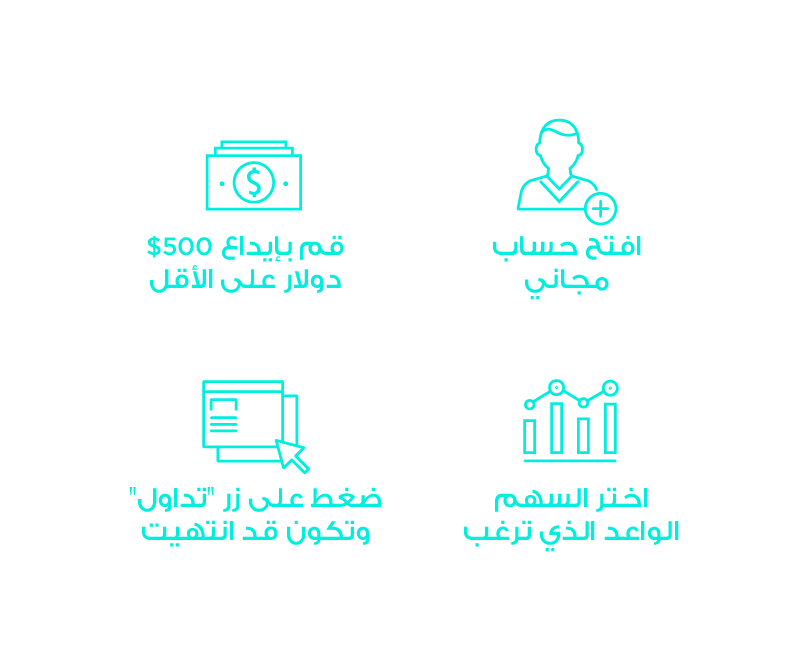 افتح حساب
مجاني
قم بإيداع 500$
دولار على الأقل
اختر السهم
الواعد الذي ترغب
ضغط على زر "تداول"
وتكون قد انتهيت